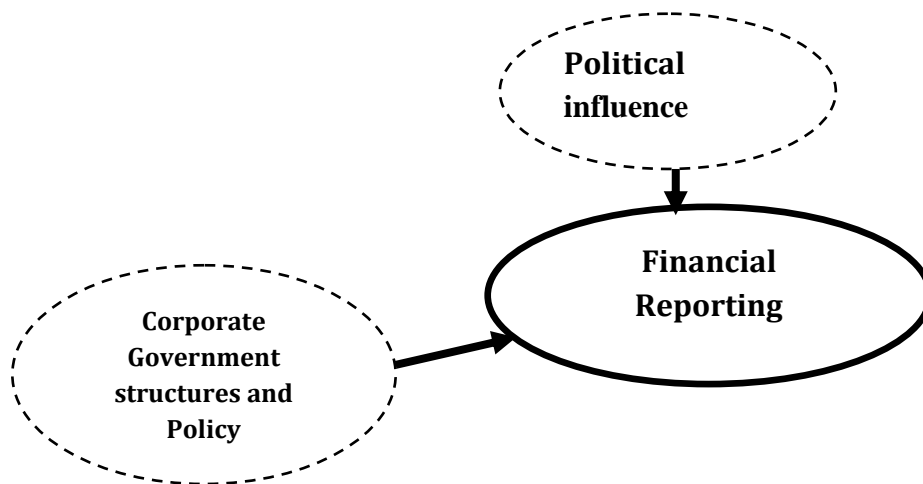 Political
influence
Financial
Reporting
Corporate
Government
structures and
Policy